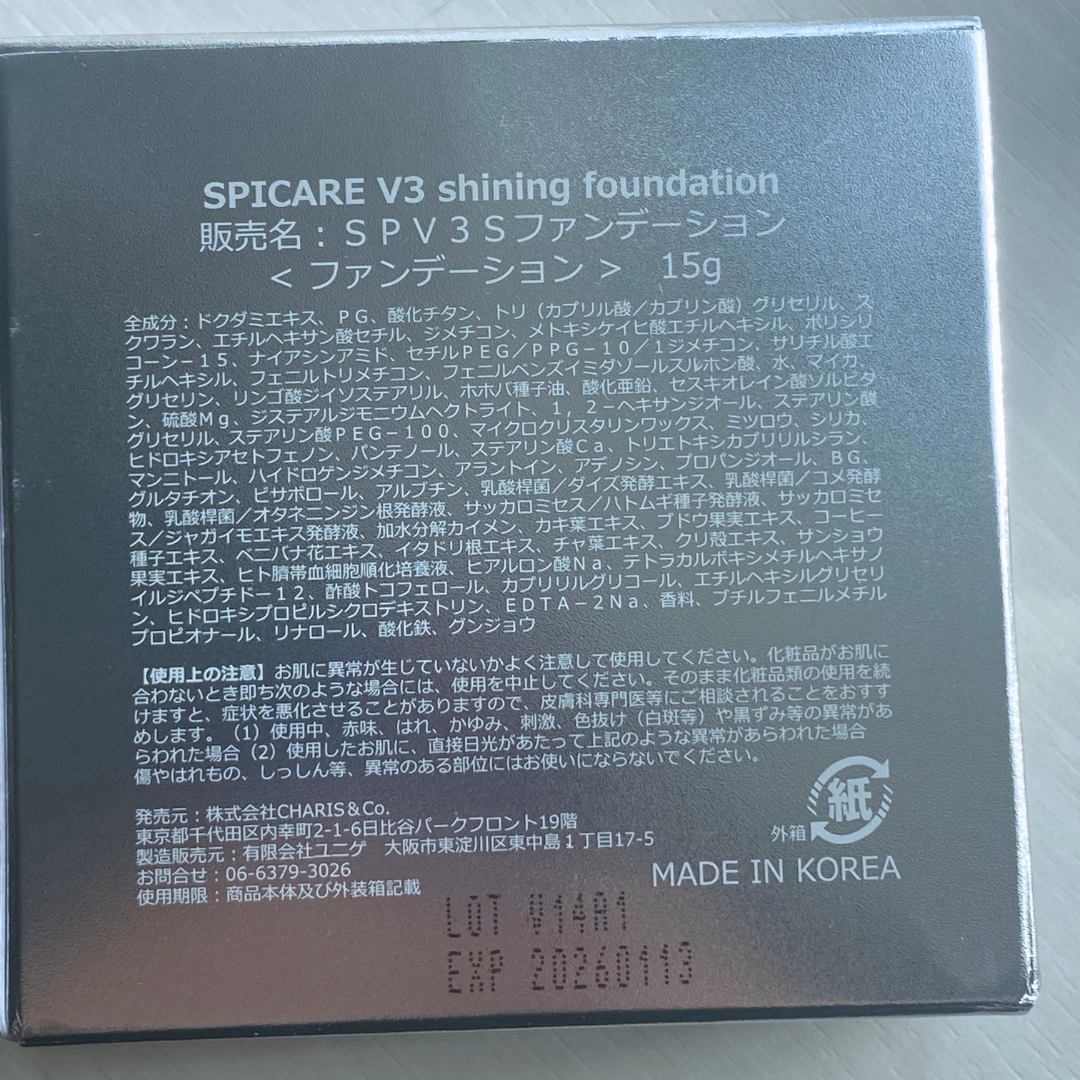 SPICARE V3 shining foundation
販売名：ＳＰＶ３Ｓファンデーション
＜ファンデーション＞　15g
全成分：ドクダミエキス、ＰＧ、酸化チタン、トリ（カプリル酸／カプリン酸）グリセリル、ス
クワラン、エチルヘキサン酸セチル、ジメチコン、メトキシケイヒ酸エチルヘキシル、ポリシリ
コーン－１５、ナイアシンアミド、セチルＰＥＧ／ＰＰＧ－１０／１ジメチコン、サリチル酸エ
チルヘキシル、フェニルトリメチコン、フェニルベンズイミダゾールスルホン酸、水、マイカ、
グリセリン、リンゴ酸ジイソステアリル、ホホバ種子油、酸化亜鉛、セスキオレイン酸ソルビタ
ン、硫酸Ｍｇ、ジステアルジモニウムヘクトライト、１，２－ヘキサンジオール、ステアリン酸
グリセリル、ステアリン酸ＰＥＧ－１００、マイクロクリスタリンワックス、ミツロウ、シリカ、
ヒドロキシアセトフェノン、パンテノール、ステアリン酸Ｃａ、トリエトキシカプリリルシラン、
マンニトール、ハイドロゲンジメチコン、アラントイン、アデノシン、プロパンジオール、ＢＧ、
グルタチオン、ビサボロール、アルブチン、乳酸桿菌／ダイズ発酵エキス、乳酸桿菌／コメ発酵
物、乳酸桿菌／オタネニンジン根発酵液、サッカロミセス／ハトムギ種子発酵液、サッカロミセ
ス／ジャガイモエキス発酵液、加水分解カイメン、カキ葉エキス、ブドウ果実エキス、コーヒー
種子エキス、ベニバナ花エキス、イタドリ根エキス、チャ葉エキス、クリ殻エキス、サンショウ
果実エキス、ヒト臍帯血細胞順化培養液、ヒアルロン酸Ｎａ、テトラカルボキシメチルヘキサノ
イルジペプチド－１２、酢酸トコフェロール、カプリリルグリコール、エチルヘキシルグリセリ
ン、ヒドロキシプロピルシクロデキストリン、ＥＤＴＡ－２Ｎａ、香料、ブチルフェニルメチル
プロピオナール、リナロール、酸化鉄、グンジョウ
【使用上の注意】お肌に異常が生じていないかよく注意して使用してください。化粧品がお肌に
合わないとき即ち次のような場合には、使用を中止してください。そのまま化粧品類の使用を続
けますと、症状を悪化させることがありますので、皮膚科専門医等にご相談されることをおすす
めします。（1）使用中、赤味、はれ、かゆみ、刺激、色抜け（白斑等）や黒ずみ等の異常があ
らわれた場合（2）使用したお肌に、直接日光があたって上記のような異常があらわれた場合
傷やはれもの、しっしん等、異常のある部位にはお使いにならないでください。
発売元：株式会社CHARIS＆Co.
東京都千代田区内幸町2-1-6日比谷パークフロント19階
製造販売元：有限会社ユニゲ　大阪市東淀川区東中島１丁目17-5
お問合せ：06-6379-3026
使用期限：商品本体及び外装箱記載
紙
外箱
MADE IN KOREA
LOT V14A1
EXP 20260113